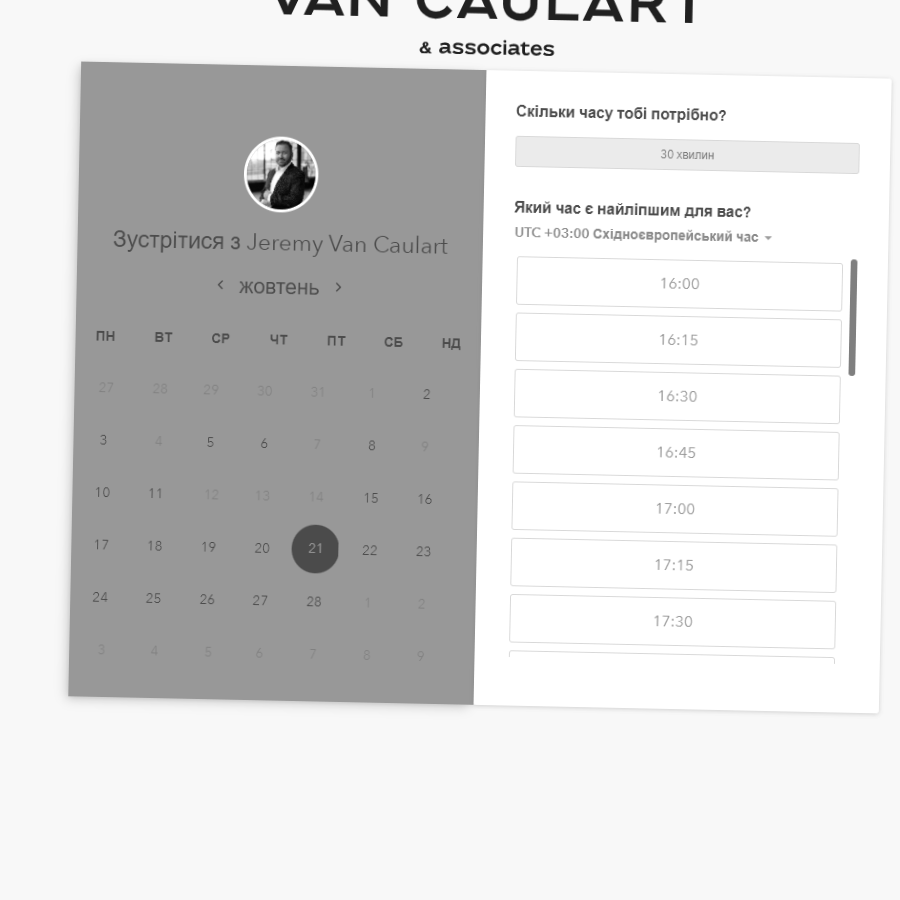 VAN CAULART
& associates
Зустрітися з Jeremy Van Caulart
жовтень
ПН ВТ СР ЧТ ПТ СБ НД
27 28 29 30 31 1 2
3 4 5 6 7 8 9
10 11 12 13 14 15 16
17 18 19 20 21 22 23
24 25 26 27 28 1 2
3 4 5 6 7 8 9
Скільки часу тобі потрібно?
30 хвилин
Який час є найліпшим для вас?
UTC +03:00 Східноєвропейський час
16:00
16:15
16:30
16:45
17:00
17:15
17:30